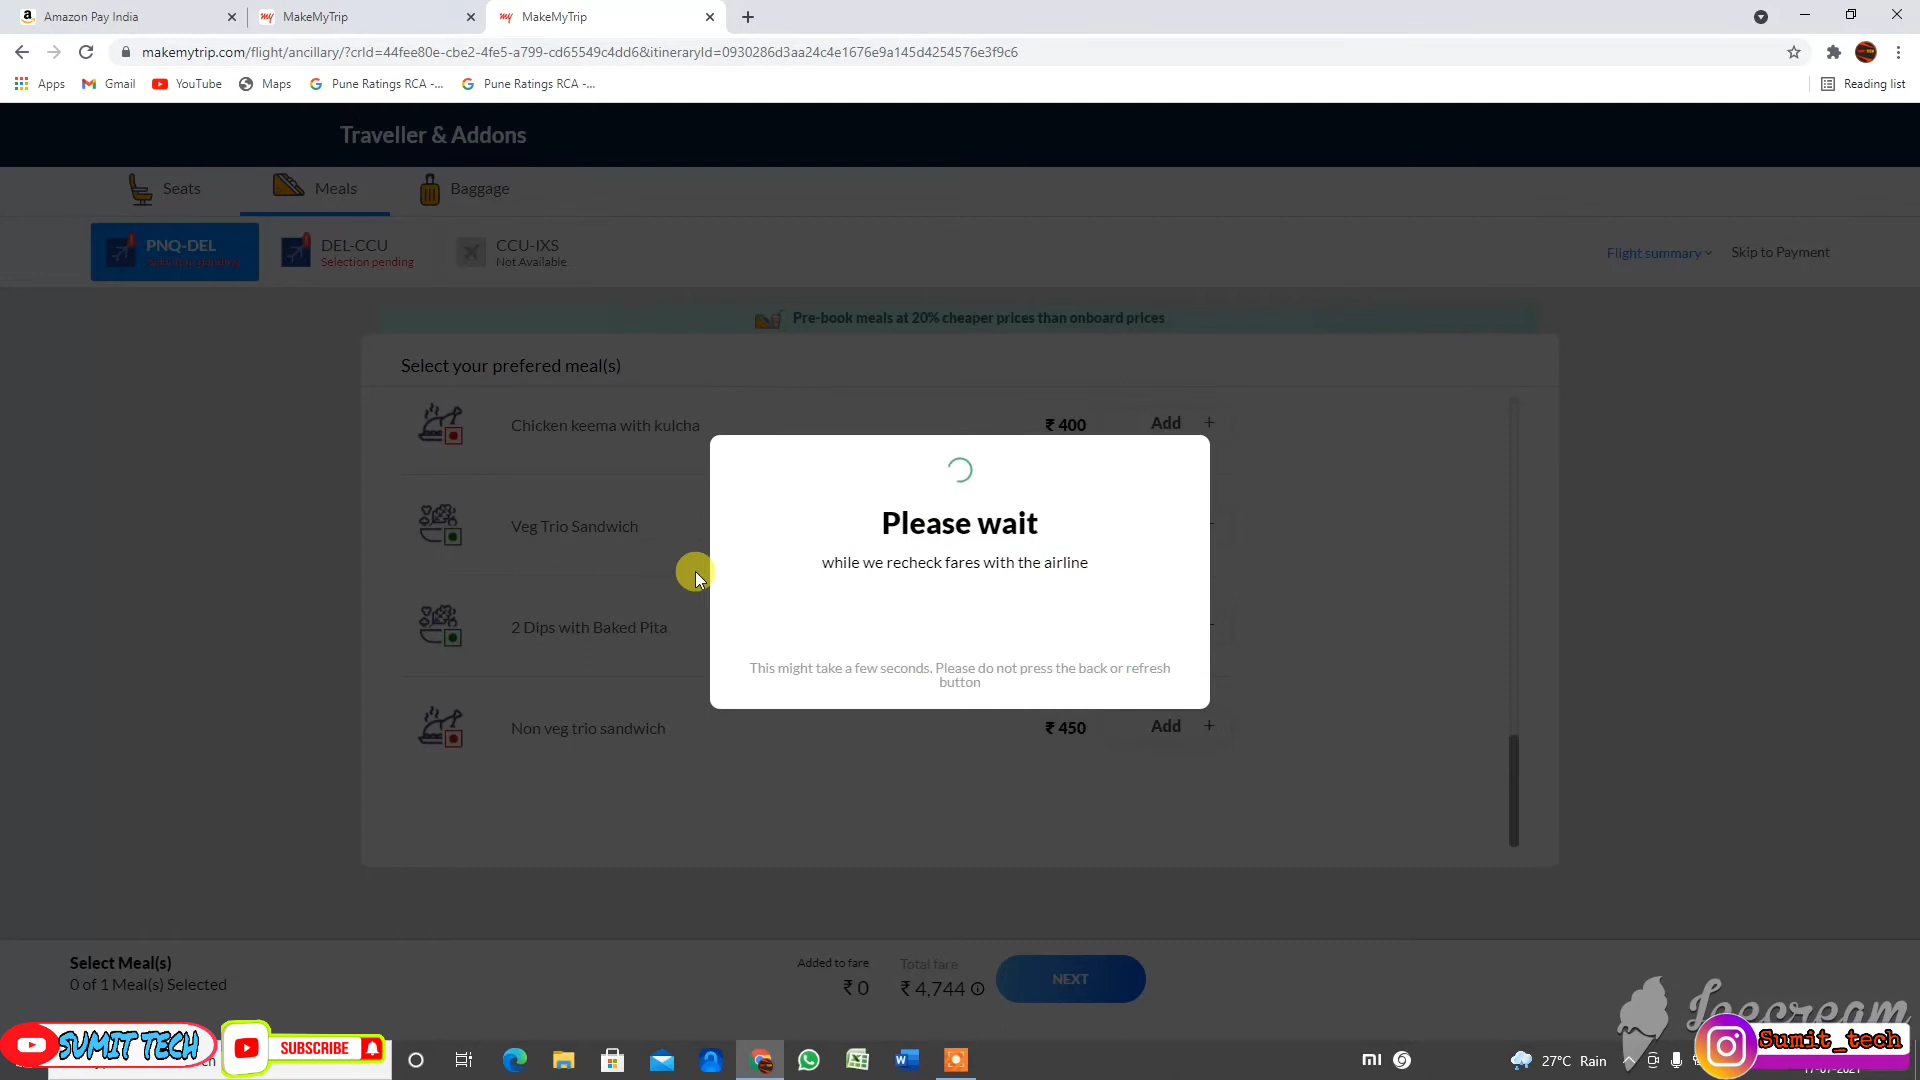 Amazon Pay India
MakeMyTrip
MakeMyTrip
makemytrip.com/flight/ancillary/?crId=44fee80e-cbe2-4fe5-a799-cd65549c4dd6&itineraryId=0930286d3aa24c4e1676e9a145d4254576e3f9c6
Apps
Gmail
YouTube
Maps
Pune Ratings RCA -...
Pune Ratings RCA -...
Reading list
Traveller & Addons
Seats
Meals
Baggage
PNQ-DEL
Selection pending
DEL-CCU
Selection pending
CCU-IXS
Not Available
Flight summary
Skip to Payment
Pre-book meals at 20% cheaper prices than onboard prices
Select your prefered meal(s)
Chicken keema with kulcha
₹ 400
Add +
Veg Trio Sandwich
2 Dips with Baked Pita
Non veg trio sandwich
₹ 450
Add +
Please wait
while we recheck fares with the airline
This might take a few seconds. Please do not press the back or refresh
button
Select Meal(s)
0 of 1 Meal(s) Selected
Added to fare
₹ 0
Total fare
₹ 4,744
NEXT
Icecream
SUMIT TECH
SUBSCRIBE
27°C Rain
Sumit_tech
17-07-2021